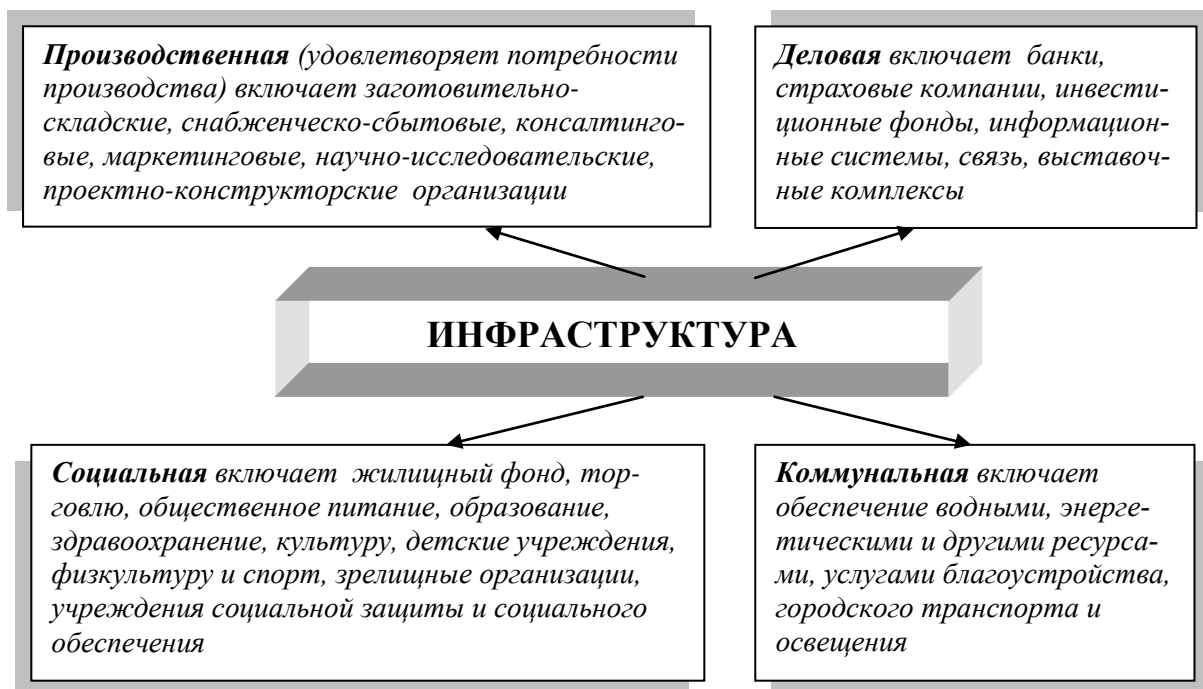 Производственная (удовлетворяет потребности
производства) включает заготовительно-
складские, снабженческо-сбытовые, консалтинго-
вые, маркетинговые, научно-исследовательские,
проектно-конструкторские организации
Деловая включает банки,
страховые компании, инвести-
ционные фонды, информацион-
ные системы, связь, выставоч-
ные комплексы
ИНФРАСТРУКТУРА
Социальная включает жилищный фонд, тор-
говлю, общественное питание, образование,
здравоохранение, культуру, детские учреждения,
физкультуру и спорт, зрелищные организации,
учреждения социальной защиты и социального
обеспечения
Коммунальная включает
обеспечение водными, энерге-
тическими и другими ресурса-
ми, услугами благоустройства,
городского транспорта и
освещения